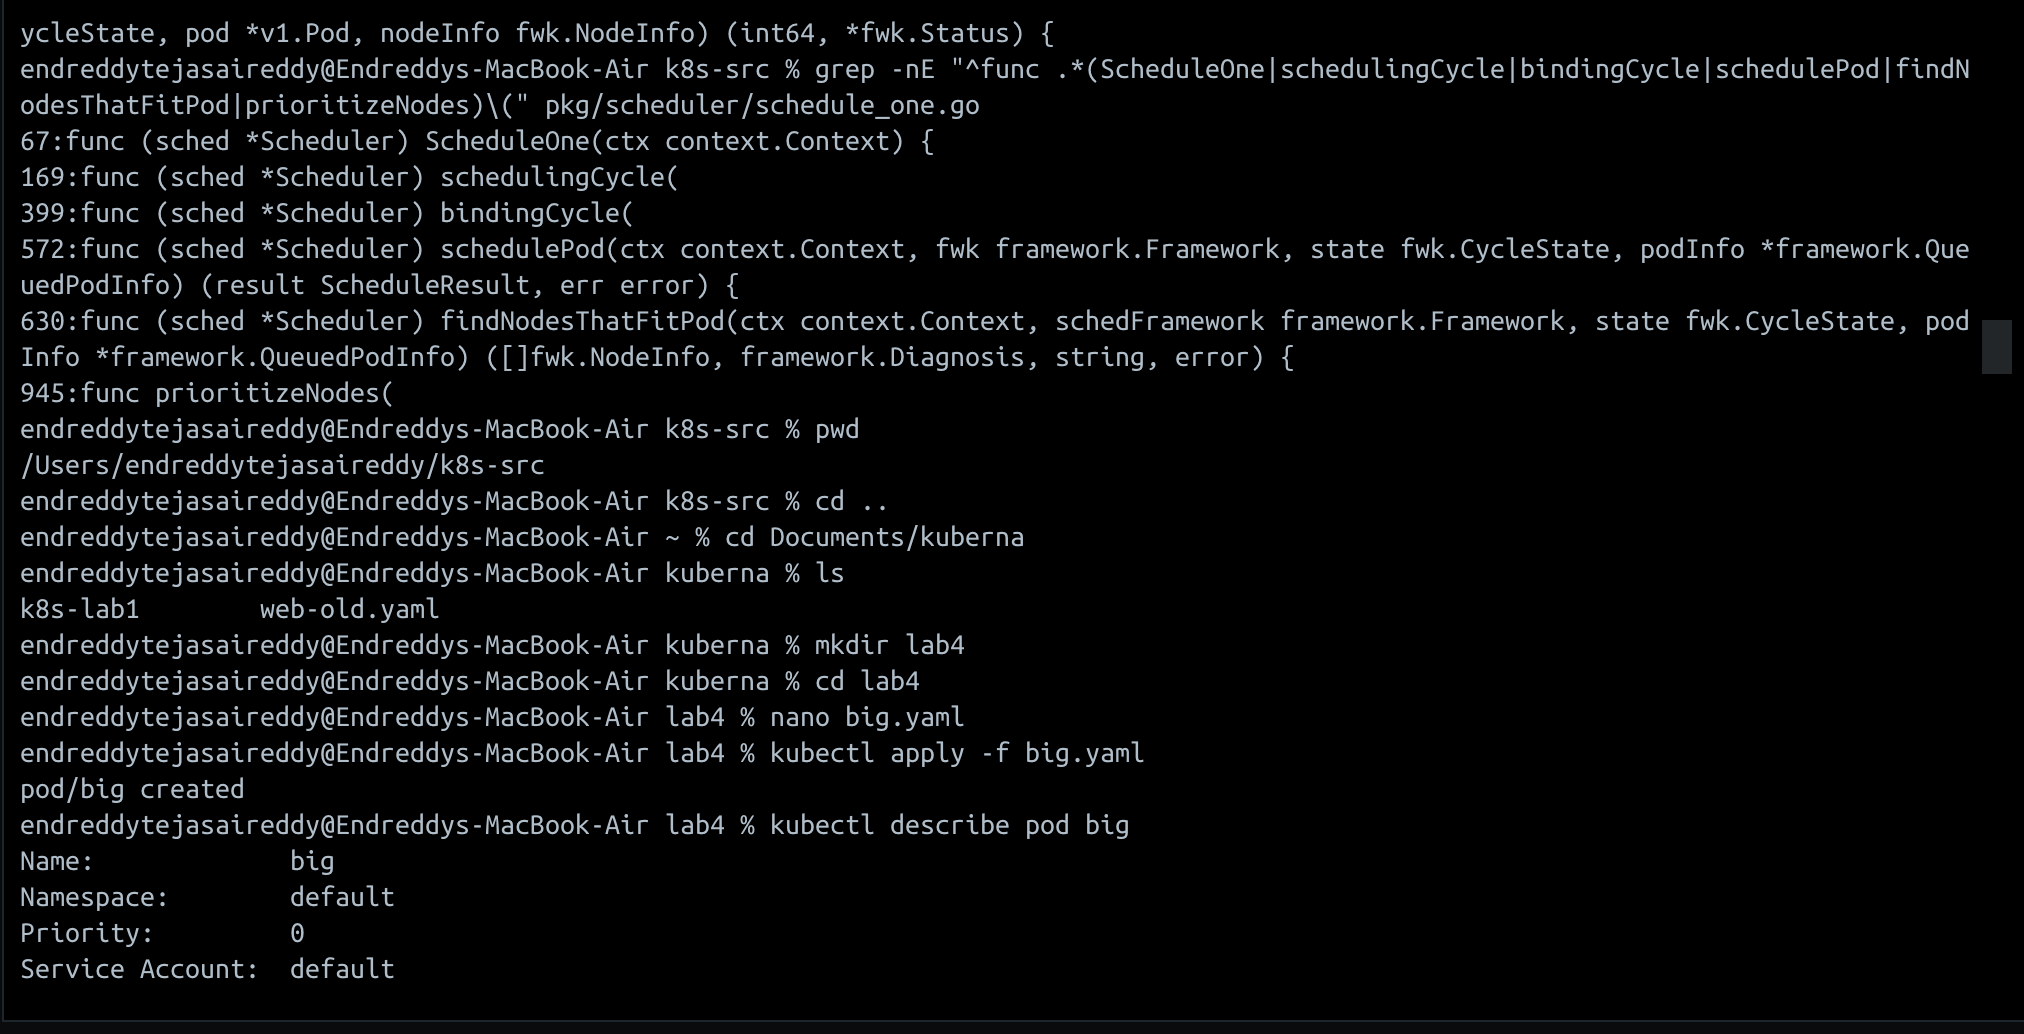 ycleState, pod *v1.Pod, nodeInfo fwk.NodeInfo) (int64, *fwk.Status) {
endreddytejasaireddy@Endreddys-MacBook-Air k8s-src % grep -nE "^func .*(ScheduleOne|schedulingCycle|bindingCycle|schedulePod|findN
odesThatFitPod|prioritizeNodes)\(" pkg/scheduler/schedule_one.go
67:func (sched *Scheduler) ScheduleOne(ctx context.Context) {
169:func (sched *Scheduler) schedulingCycle(
399:func (sched *Scheduler) bindingCycle(
572:func (sched *Scheduler) schedulePod(ctx context.Context, fwk framework.Framework, state fwk.CycleState, podInfo *framework.Que
uedPodInfo) (result ScheduleResult, err error) {
630:func (sched *Scheduler) findNodesThatFitPod(ctx context.Context, schedFramework framework.Framework, state fwk.CycleState, pod
Info *framework.QueuedPodInfo) ([]fwk.NodeInfo, framework.Diagnosis, string, error) {
945:func prioritizeNodes(
endreddytejasaireddy@Endreddys-MacBook-Air k8s-src % pwd
/Users/endreddytejasaireddy/k8s-src
endreddytejasaireddy@Endreddys-MacBook-Air k8s-src % cd ..
endreddytejasaireddy@Endreddys-MacBook-Air ~ % cd Documents/kuberna
endreddytejasaireddy@Endreddys-MacBook-Air kuberna % ls
k8s-lab1        web-old.yaml
endreddytejasaireddy@Endreddys-MacBook-Air kuberna % mkdir lab4
endreddytejasaireddy@Endreddys-MacBook-Air kuberna % cd lab4
endreddytejasaireddy@Endreddys-MacBook-Air lab4 % nano big.yaml
endreddytejasaireddy@Endreddys-MacBook-Air lab4 % kubectl apply -f big.yaml
pod/big created
endreddytejasaireddy@Endreddys-MacBook-Air lab4 % kubectl describe pod big
Name:             big
Namespace:        default
Priority:         0
Service Account:  default